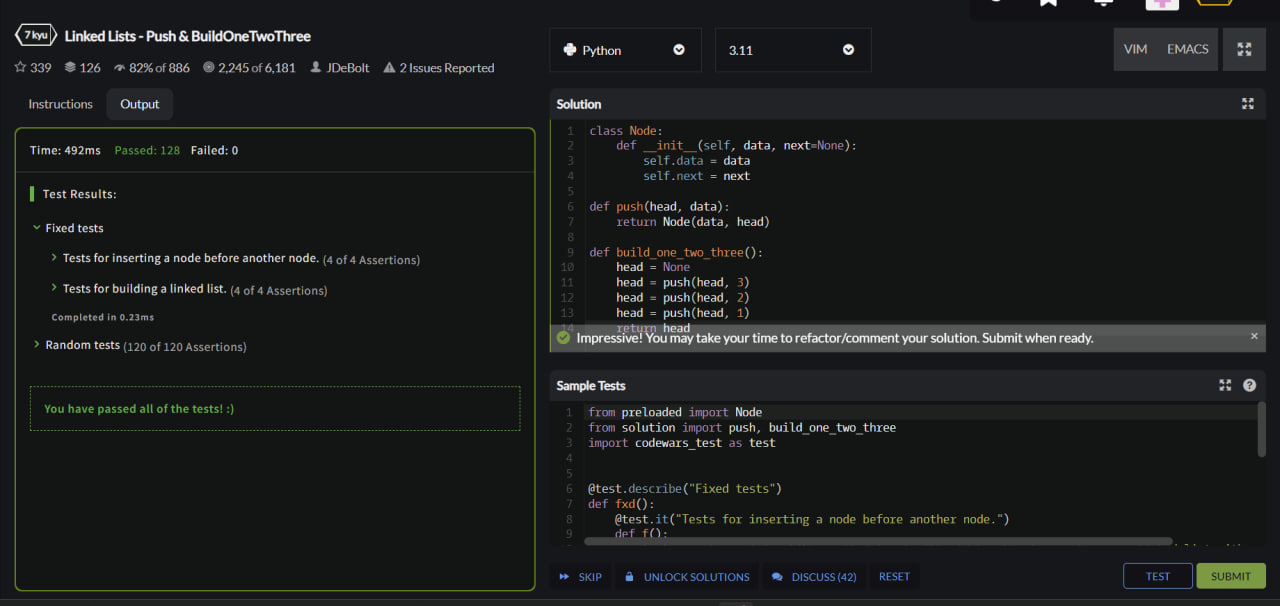 7 kyu Linked Lists - Push & BuildOneTwoThree
339 126 82% of 886 2,245 of 6,181 JDeBolt 2 Issues Reported
Instructions Output
Time: 492ms Passed: 128 Failed: 0
Test Results:
Fixed tests
Tests for inserting a node before another node. (4 of 4 Assertions)
Tests for building a linked list. (4 of 4 Assertions)
Completed in 0.23ms
Random tests (120 of 120 Assertions)
You have passed all of the tests! :)
Python 3.11 VIM EMACS
Solution
1 class Node:
2     def __init__(self, data, next=None):
3         self.data = data
4         self.next = next
5
6 def push(head, data):
7     return Node(data, head)
8
9 def build_one_two_three():
10     head = None
11     head = push(head, 3)
12     head = push(head, 2)
13     head = push(head, 1)
14     return head
Impressive! You may take your time to refactor/comment your solution. Submit when ready. ×
Sample Tests ?
1 from preloaded import Node
2 from solution import push, build_one_two_three
3 import codewars_test as test
4
5
6 @test.describe("Fixed tests")
7 def fxd():
8     @test.it("Tests for inserting a node before another node.")
9     def f():
SKIP UNLOCK SOLUTIONS DISCUSS (42) RESET TEST SUBMIT